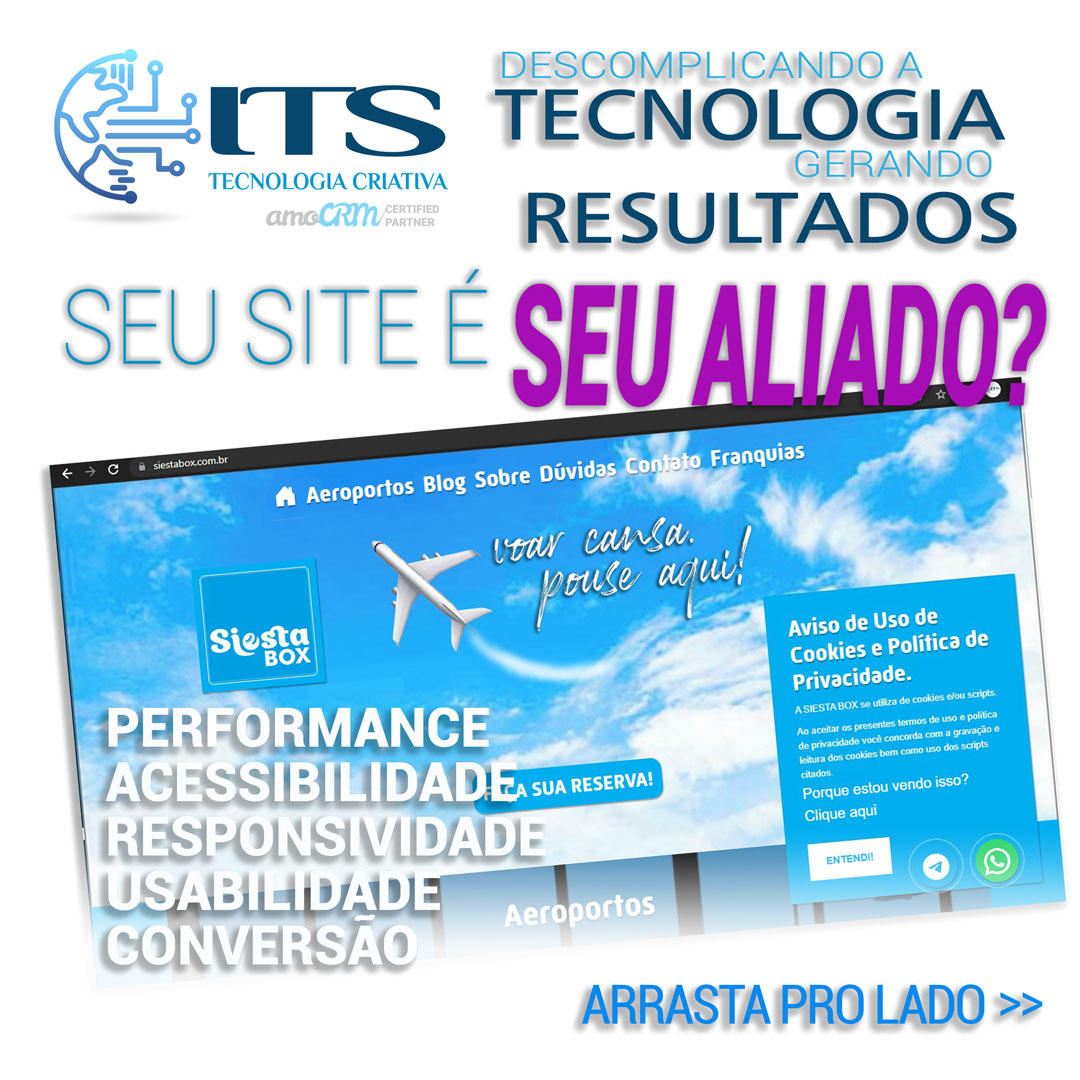 ITS
TECNOLOGIA CRIATIVA
amoCRM CERTIFIED PARTNER
DESCOMPLICANDO A
TECNOLOGIA
GERANDO
RESULTADOS
SEU SITE É SEU ALIADO?
siestabox.com.br
Aeroportos Blog Sobre Dúvidas Contato Franquias
voar cansa.
pouse aqui!
Siesta
BOX
Aviso de Uso de
Cookies e Política de
Privacidade.
A SIESTA BOX se utiliza de cookies e/ou scripts.
Ao aceitar os presentes termos de uso e política
de privacidade você concorda com a gravação e
leitura dos cookies bem como uso dos scripts
citados.
Porque estou vendo isso?
Clique aqui
ENTENDI!
PERFORMANCE
ACESSIBILIDADE
RESPONSIVIDADE
USABILIDADE
CONVERSÃO
SUA RESERVA!
Aeroportos
ARRASTA PRO LADO >>